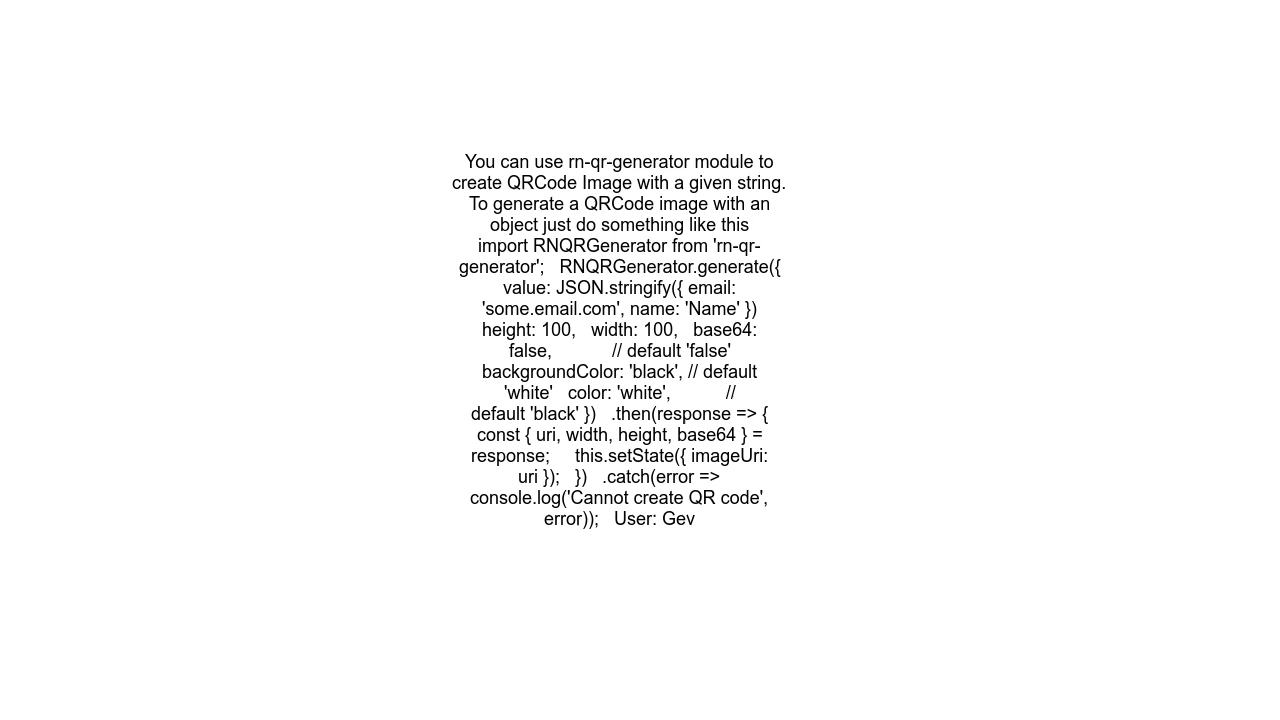 You can use rn-qr-generator module to
create QRCode Image with a given string.
To generate a QRCode image with an
object just do something like this
import RNQRGenerator from 'rn-qr-
generator';   RNQRGenerator.generate({
value: JSON.stringify({ email:
'some.email.com', name: 'Name' })
height: 100,   width: 100,   base64:
false,            // default 'false'
backgroundColor: 'black', // default
'white'   color: 'white',           //
default 'black' })   .then(response => {
const { uri, width, height, base64 } =
response;     this.setState({ imageUri:
uri });   })   .catch(error =>
console.log('Cannot create QR code',
error));   User: Gev